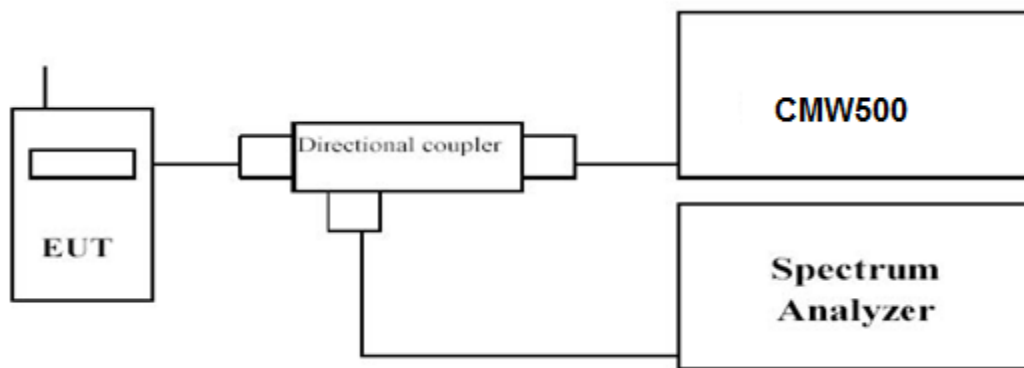 CMW500
Directional coupler
EUT
Spectrum
Analyzer